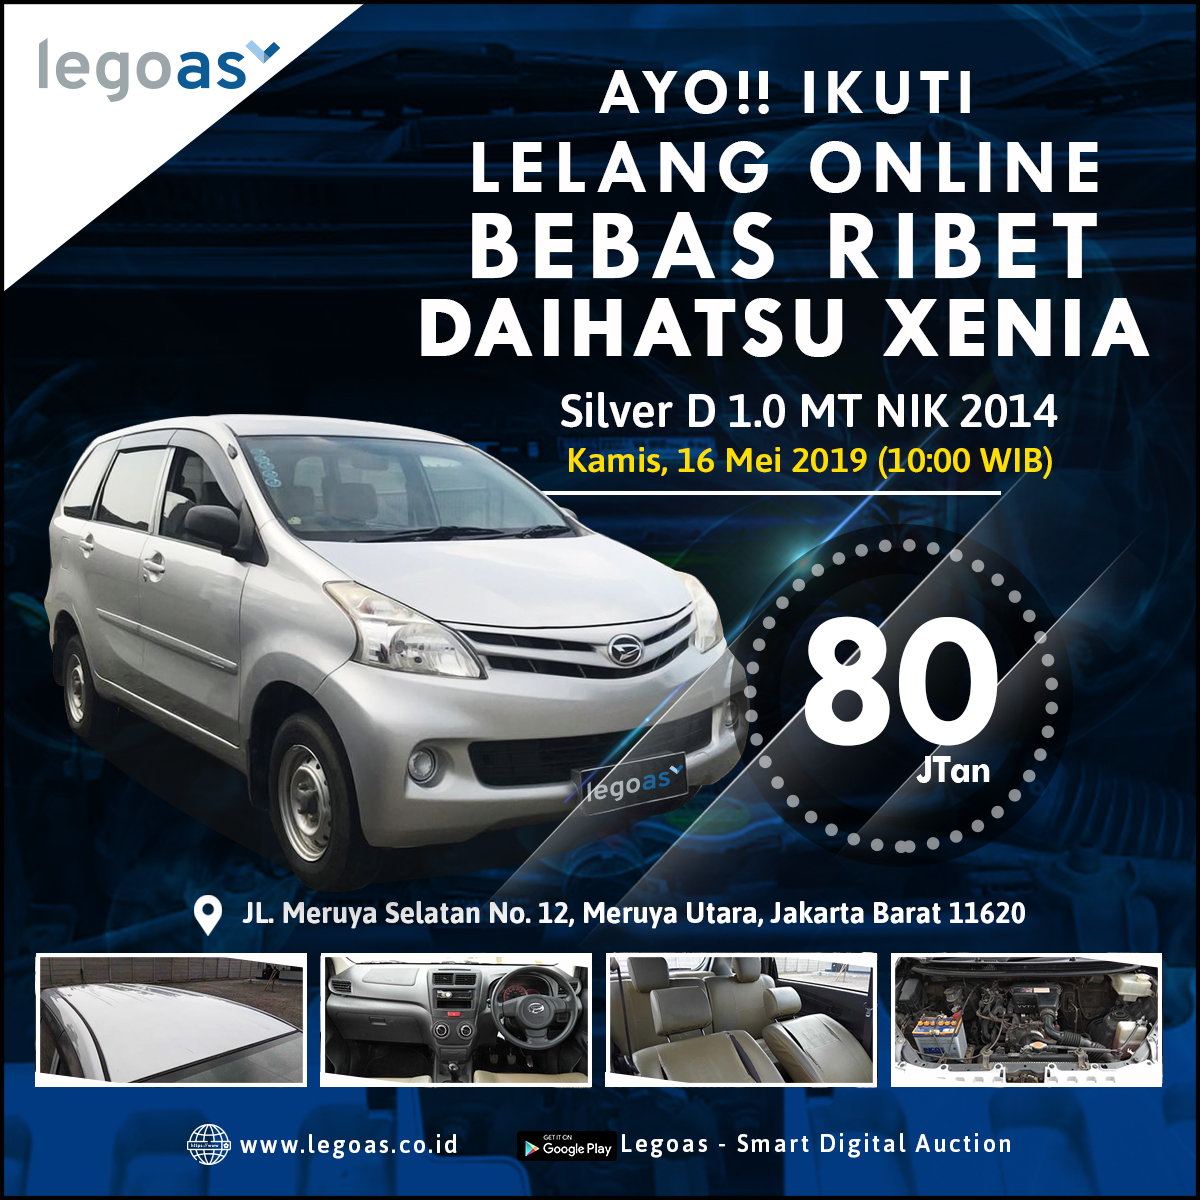 legoas
AYO!! IKUTI
LELANG ONLINE
BEBAS RIBET
DAIHATSU XENIA
Silver D 1.0 MT NIK 2014
Kamis, 16 Mei 2019 (10:00 WIB)
80
JTan
legoas
JL. Meruya Selatan No. 12, Meruya Utara, Jakarta Barat 11620
https://www.
www.legoas.co.id
GET IT ON
Google Play
Legoas - Smart Digital Auction